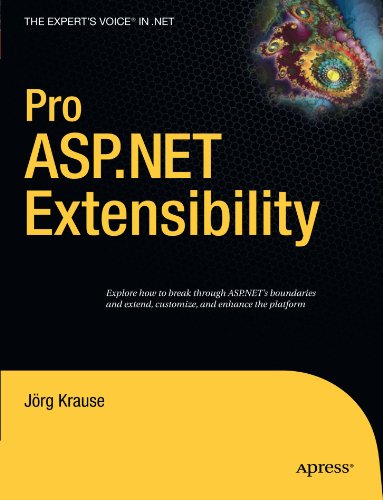 THE EXPERT'S VOICE® IN .NET
Pro
ASP.NET
Extensibility
Explore how to break through ASP.NET's boundaries
and extend, customize, and enhance the platform
Jörg Krause
Apress®